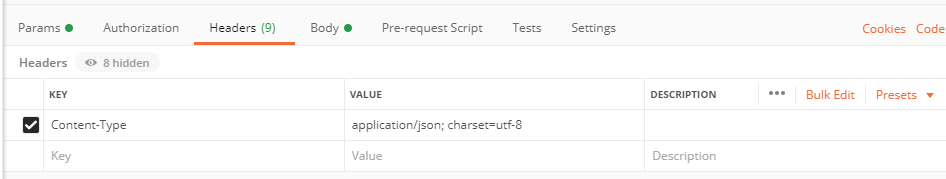 Params Authorization Headers (9) Body Pre-request Script Tests Settings Cookies Code
Headers 8 hidden
KEY VALUE DESCRIPTION ••• Bulk Edit Presets
Content-Type application/json; charset=utf-8
Key Value Description